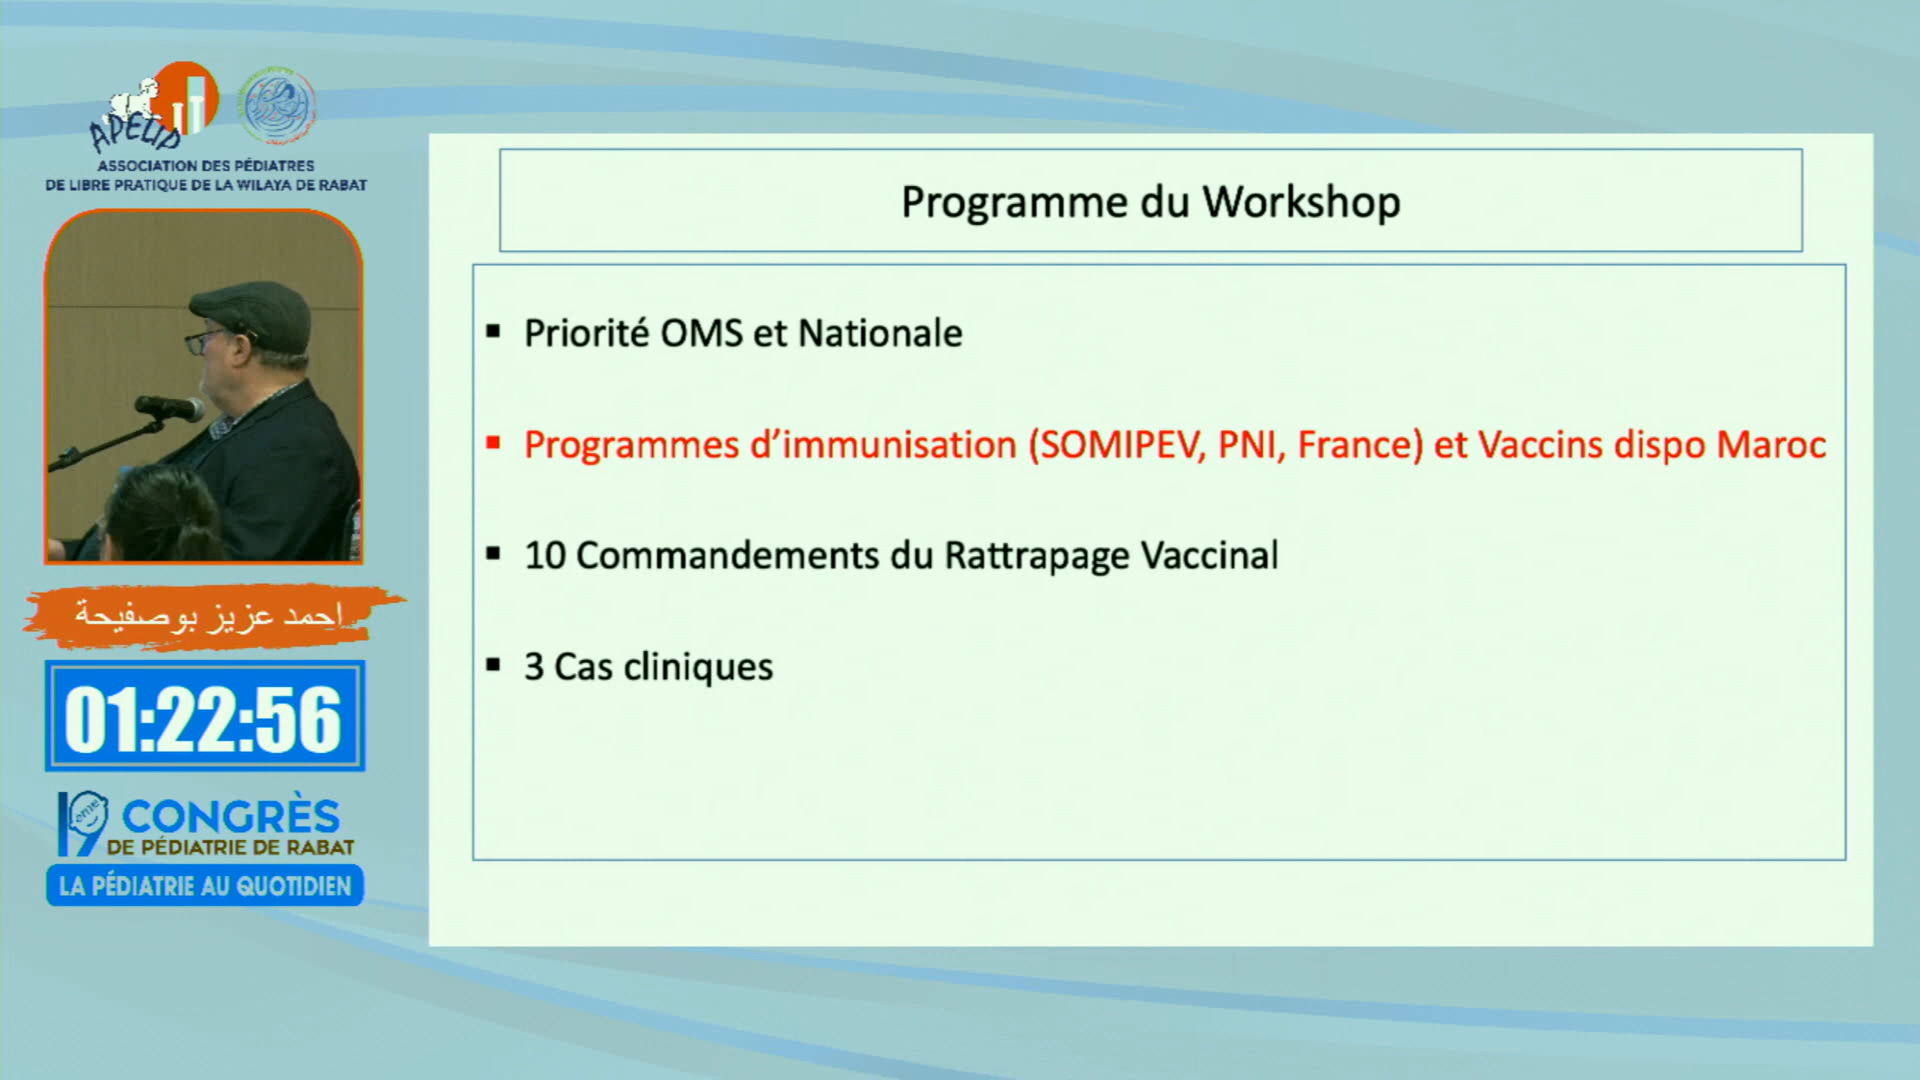 APELIP
ASSOCIATION DES PÉDIATRES
DE LIBRE PRATIQUE DE LA WILAYA DE RABAT
احمد عزيز بوصفيحة
01:22:56
19ème CONGRÈS
DE PÉDIATRIE DE RABAT
LA PÉDIATRIE AU QUOTIDIEN
Programme du Workshop
▪ Priorité OMS et Nationale
▪ Programmes d’immunisation (SOMIPEV, PNI, France) et Vaccins dispo Maroc
▪ 10 Commandements du Rattrapage Vaccinal
▪ 3 Cas cliniques